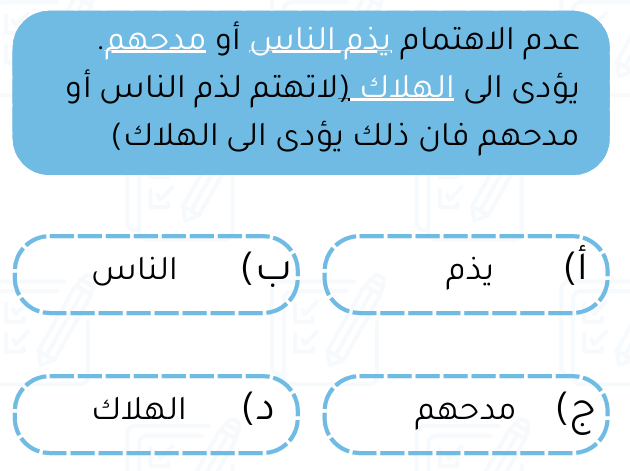 عدم الاهتمام يذم الناس أو مدحهم.
يؤدى الى الهلاك (لاتهتم لذم الناس أو
مدحهم فان ذلك يؤدى الى الهلاك)
أ) يذم
ب) الناس
ج) مدحهم
د) الهلاك